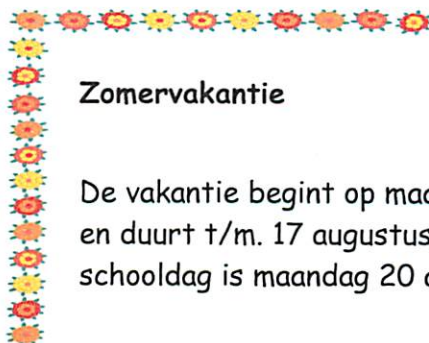 Zomervakantie
De vakantie begint op
en duurt t/m. 17 augustus
schooldag is maandag 20